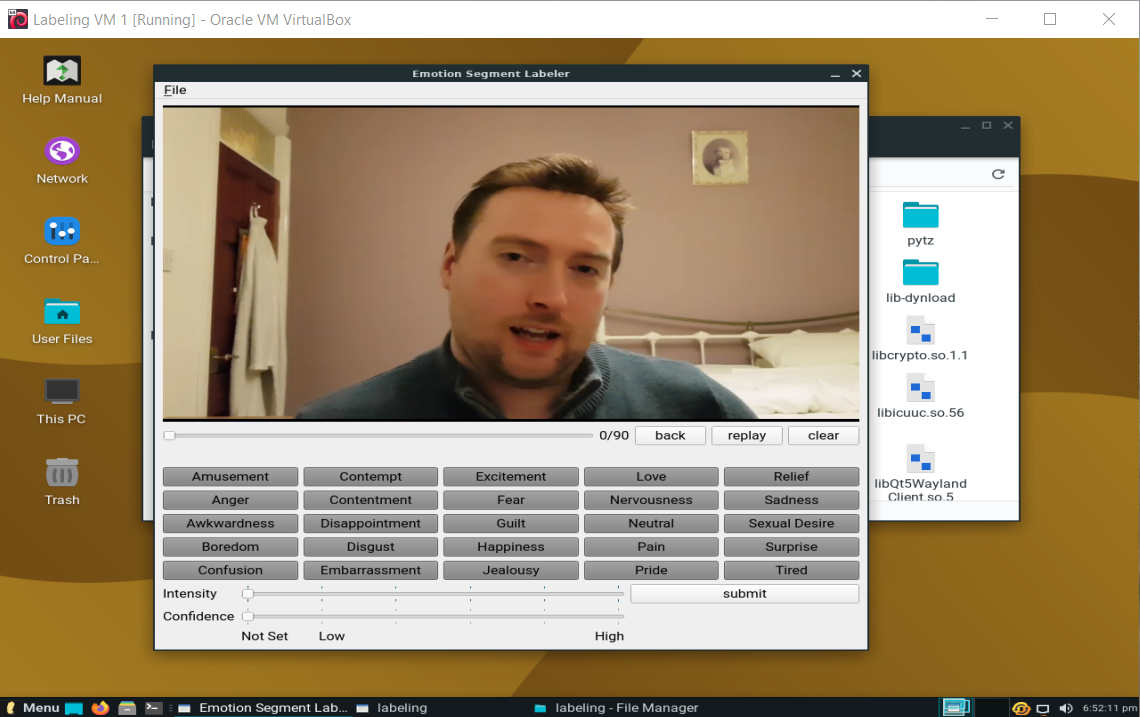 Labeling VM 1 [Running] - Oracle VM VirtualBox
Help Manual
Network
Control Pa...
User Files
This PC
Trash
Emotion Segment Labeler
File
0/90 back replay clear
Amusement Contempt Excitement Love Relief
Anger Contentment Fear Nervousness Sadness
Awkwardness Disappointment Guilt Neutral Sexual Desire
Boredom Disgust Happiness Pain Surprise
Confusion Embarrassment Jealousy Pride Tired
Intensity submit
Confidence
Not Set Low High
pytz
lib-dynload
libcrypto.so.1.1
libicuuc.so.56
libQt5Wayland
Client.so.5
Menu Emotion Segment Lab... labeling labeling - File Manager 6:52:11 pm